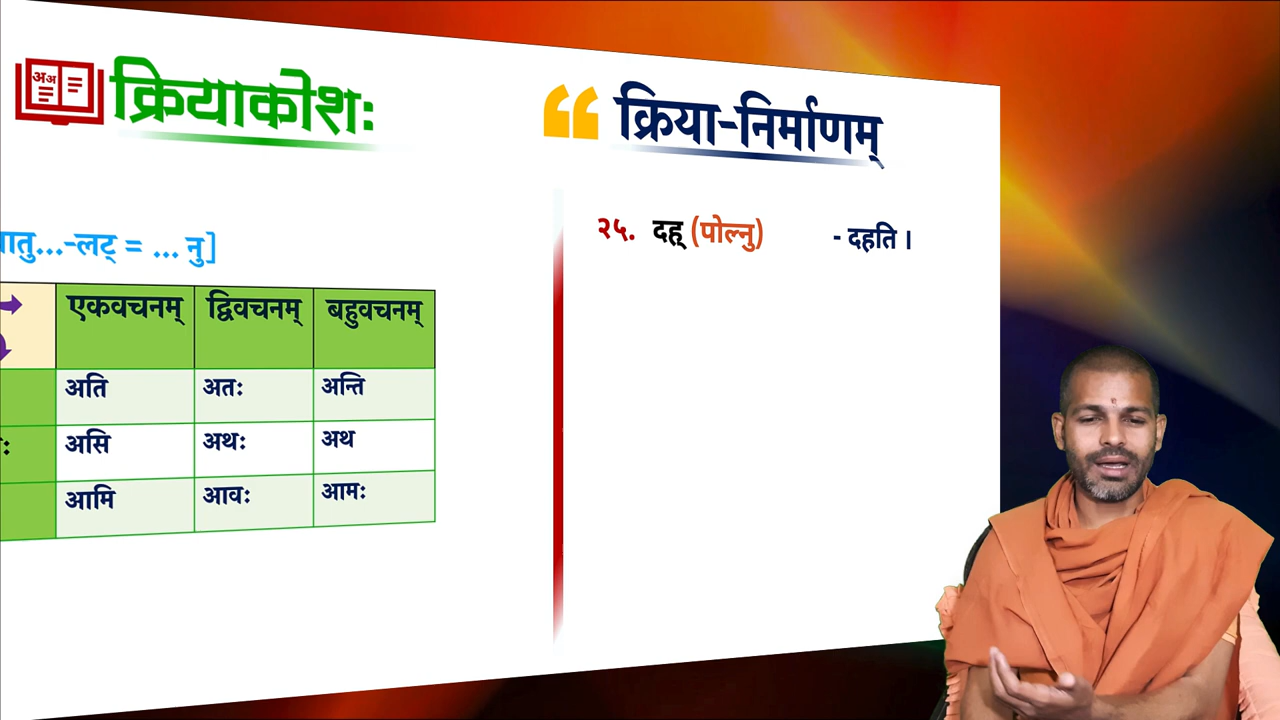 क्रियाकोशः
क्रिया-निर्माणम्
धातु...-लट् = ... नु]
२५. दह् (पोल्नु) - दहति ।
एकवचनम् द्विवचनम् बहुवचनम्
अति अतः अन्ति
असि अथः अथ
आमि आवः आमः